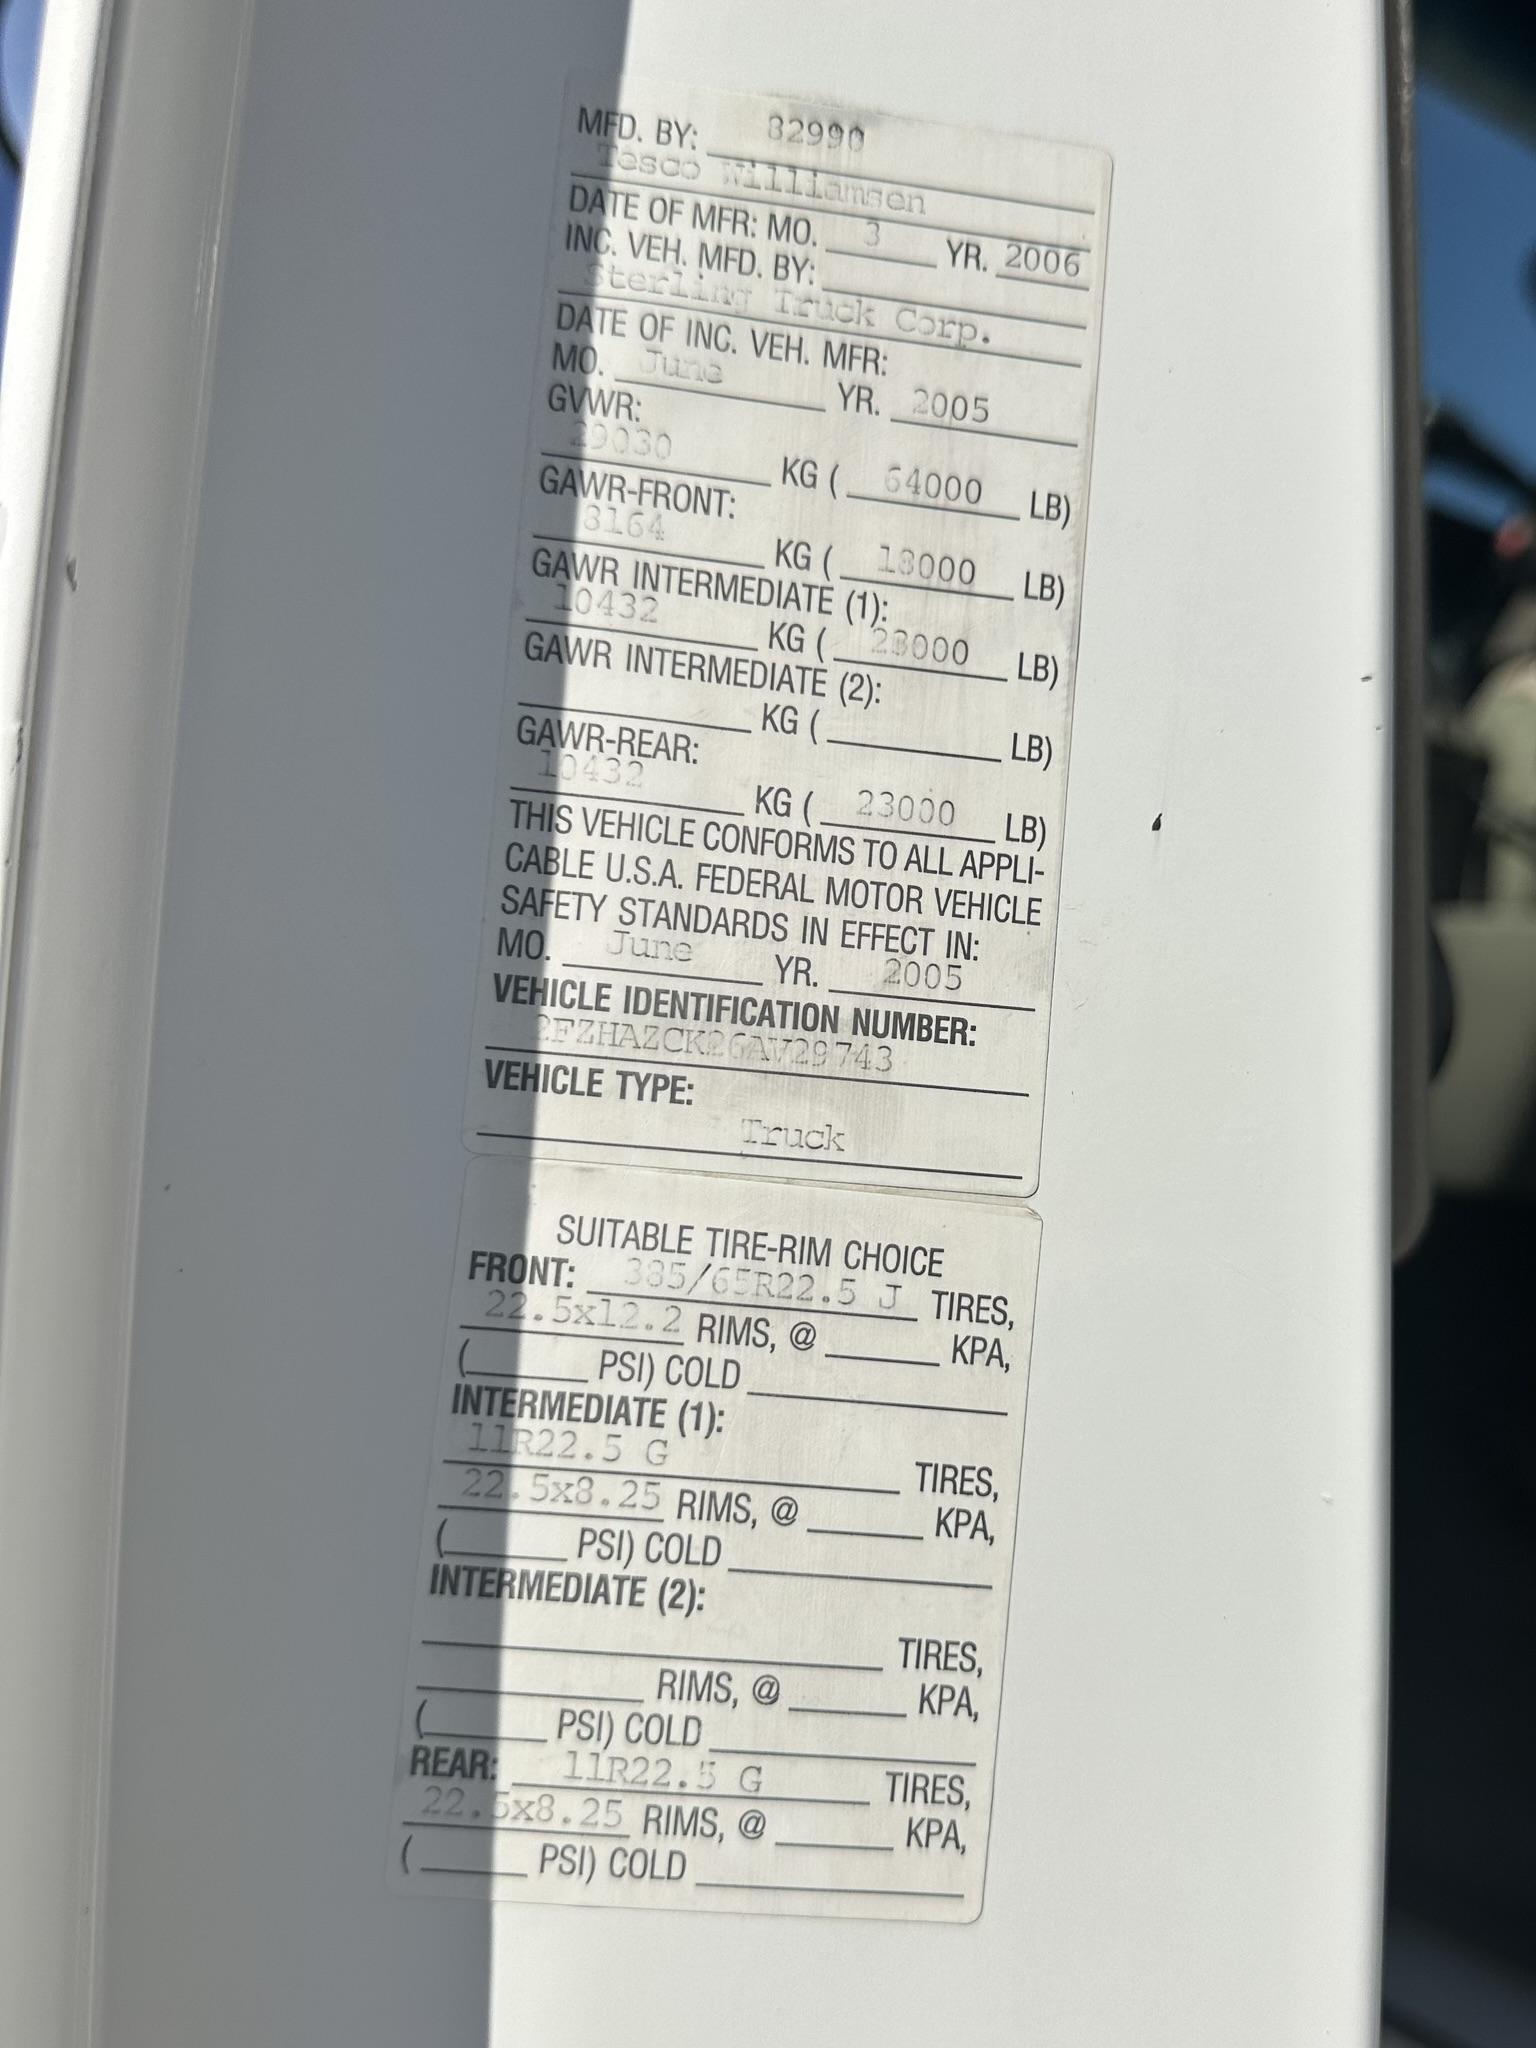 MFD. BY: 82990
Tesco Williamsen
DATE OF MFR: MO. 3 YR. 2006
INC. VEH. MFD. BY:
Sterling Truck Corp.
DATE OF INC. VEH. MFR:
MO. June YR. 2005
GVWR:
29030 KG ( 64000 LB)
GAWR-FRONT:
8164 KG ( 18000 LB)
GAWR INTERMEDIATE (1):
10432 KG ( 23000 LB)
GAWR INTERMEDIATE (2):
KG ( LB)
GAWR-REAR:
10432 KG ( 23000 LB)
THIS VEHICLE CONFORMS TO ALL APPLI-
CABLE U.S.A. FEDERAL MOTOR VEHICLE
SAFETY STANDARDS IN EFFECT IN:
MO. June YR. 2005
VEHICLE IDENTIFICATION NUMBER:
2FZHAZCK26AV29743
VEHICLE TYPE:
Truck
SUITABLE TIRE-RIM CHOICE
FRONT: 385/65R22.5 J TIRES,
22.5x12.2 RIMS, @ KPA,
( PSI) COLD
INTERMEDIATE (1):
11R22.5 G TIRES,
22.5x8.25 RIMS, @ KPA,
( PSI) COLD
INTERMEDIATE (2):
TIRES,
RIMS, @ KPA,
( PSI) COLD
REAR: 11R22.5 G TIRES,
22.5x8.25 RIMS, @ KPA,
( PSI) COLD